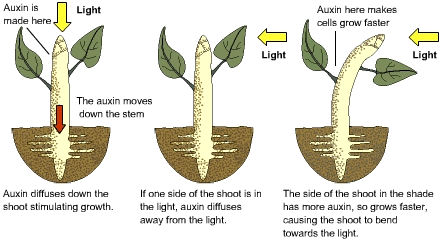 Auxin is
made here
Light
The auxin moves
down the stem
Auxin diffuses down the
shoot stimulating growth.
Light
If one side of the shoot is in
the light, auxin diffuses
away from the light.
Auxin here makes
cells grow faster
Light
The side of the shoot in the shade
has more auxin, so grows faster,
causing the shoot to bend
towards the light.